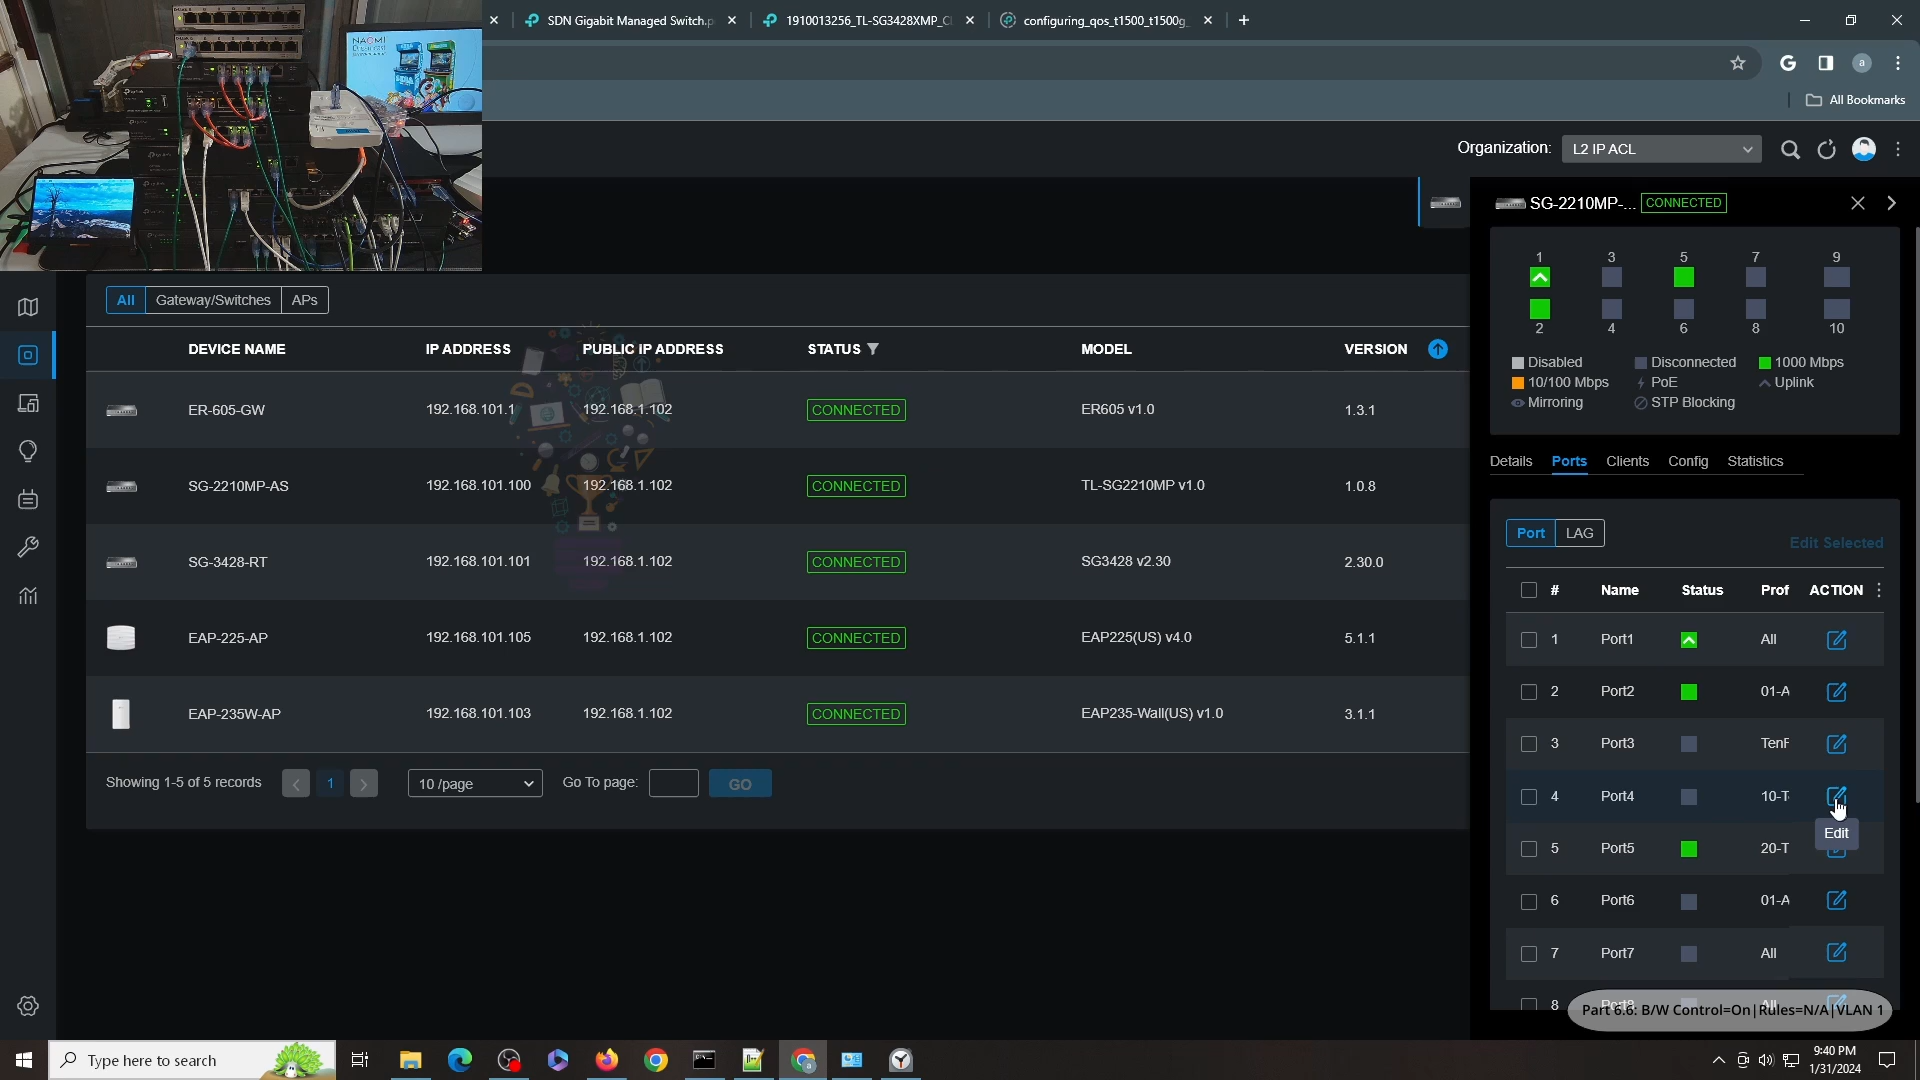 SDN Gigabit Managed Switch.p
1910013256_TL-SG3428XMP_C
configuring_qos_t1500_t1500g_
a
All Bookmarks
NAOMI
Dreamcast
Organization:
L2 IP ACL
SG-2210MP-...
CONNECTED
1 3 5 7 9
2 4 6 8 10
Disabled
Disconnected
1000 Mbps
10/100 Mbps
PoE
Uplink
Mirroring
STP Blocking
Details
Ports
Clients
Config
Statistics
Port
LAG
Edit Selected
# Name Status Prof ACTION
1 Port1 All
2 Port2 01-A
3 Port3 TenF
4 Port4 10-T
Edit
5 Port5 20-T
6 Port6 01-A
7 Port7 All
8 Port8 All
Part 6.6: B/W Control=On|Rules=N/A|VLAN 1
All
Gateway/Switches
APs
DEVICE NAME IP ADDRESS PUBLIC IP ADDRESS STATUS MODEL VERSION
ER-605-GW 192.168.101.1 192.168.1.102 CONNECTED ER605 v1.0 1.3.1
SG-2210MP-AS 192.168.101.100 192.168.1.102 CONNECTED TL-SG2210MP v1.0 1.0.8
SG-3428-RT 192.168.101.101 192.168.1.102 CONNECTED SG3428 v2.30 2.30.0
EAP-225-AP 192.168.101.105 192.168.1.102 CONNECTED EAP225(US) v4.0 5.1.1
EAP-235W-AP 192.168.101.103 192.168.1.102 CONNECTED EAP235-Wall(US) v1.0 3.1.1
Showing 1-5 of 5 records
1
10 /page
Go To page:
GO
Type here to search
9:40 PM
1/31/2024